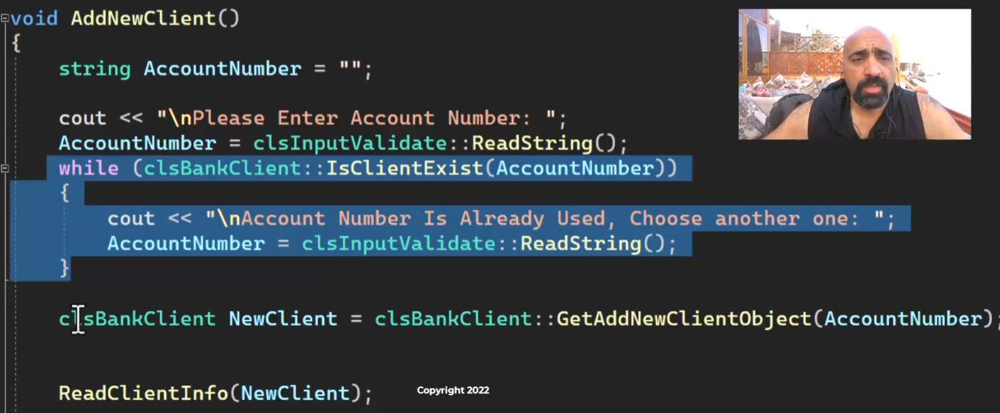 void AddNewClient()
{
string AccountNumber = "";
cout << "\nPlease Enter Account Number: ";
AccountNumber = clsInputValidate::ReadString();
while (clsBankClient::IsClientExist(AccountNumber))
{
cout << "\nAccount Number Is Already Used, Choose another one: ";
AccountNumber = clsInputValidate::ReadString();
}
clsBankClient NewClient = clsBankClient::GetAddNewClientObject(AccountNumber);
ReadClientInfo(NewClient);
Copyright 2022